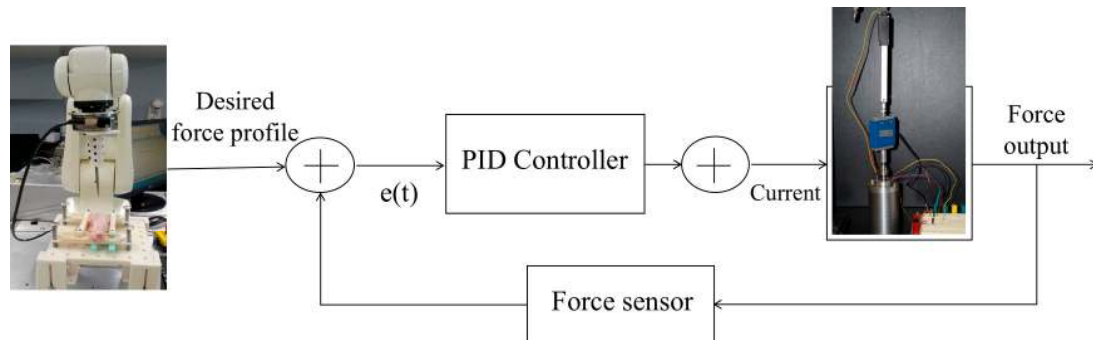 Desired
force profile
e(t)
PID Controller
Current
Force
output
Force sensor